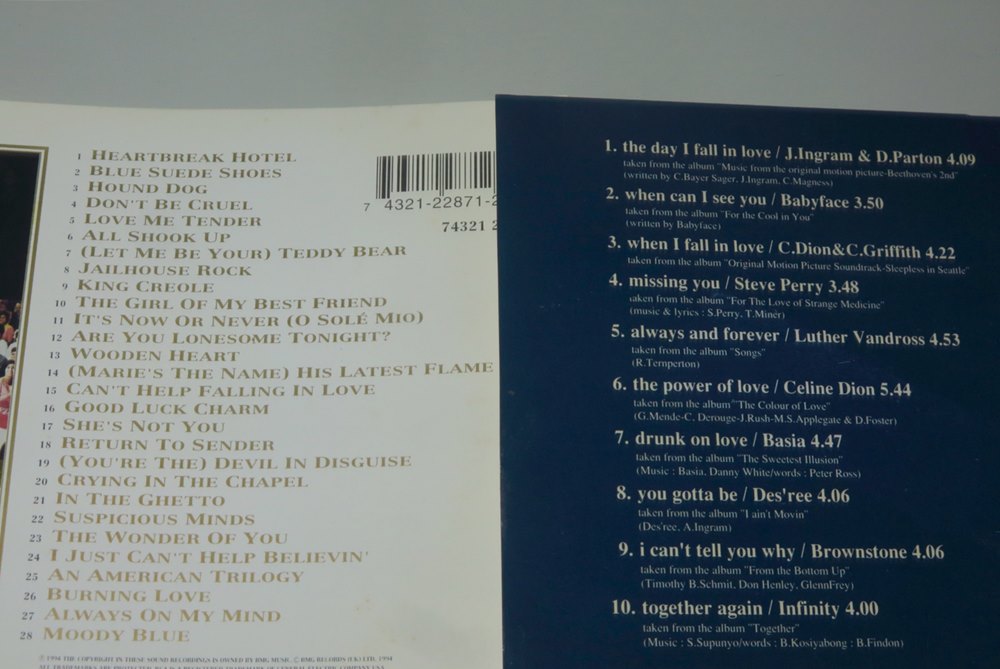 1 HEARTBREAK HOTEL
2 BLUE SUEDE SHOES
3 HOUND DOG
4 DON'T BE CRUEL
5 LOVE ME TENDER
6 ALL SHOOK UP
7 (LET ME BE YOUR) TEDDY BEAR
8 JAILHOUSE ROCK
9 KING CREOLE
10 THE GIRL OF MY BEST FRIEND
11 IT'S NOW OR NEVER (O SOLÉ MIO)
12 ARE YOU LONESOME TONIGHT?
13 WOODEN HEART
14 (MARIE'S THE NAME) HIS LATEST FLAME
15 CAN'T HELP FALLING IN LOVE
16 GOOD LUCK CHARM
17 SHE'S NOT YOU
18 RETURN TO SENDER
19 (YOU'RE THE) DEVIL IN DISGUISE
20 CRYING IN THE CHAPEL
21 IN THE GHETTO
22 SUSPICIOUS MINDS
23 THE WONDER OF YOU
24 I JUST CAN'T HELP BELIEVIN'
25 AN AMERICAN TRILOGY
26 BURNING LOVE
27 ALWAYS ON MY MIND
28 MOODY BLUE
℗ 1994 THE COPYRIGHT IN THESE SOUND RECORDINGS IS OWNED BY BMG MUSIC. © BMG RECORDS (UK) LTD. 1994
7 4321-22871-2
74321 2
1. the day I fall in love / J.Ingram & D.Parton 4.09
taken from the album "Music from the original motion picture-Beethoven's 2nd"
(written by C.Bayer Sager, J.Ingram, C.Magness)
2. when can I see you / Babyface 3.50
taken from the album "For the Cool in You"
(written by Babyface)
3. when I fall in love / C.Dion&C.Griffith 4.22
taken from the album "Original Motion Picture Soundtrack-Sleepless in Seattle"
4. missing you / Steve Perry 3.48
taken from the album "For The Love of Strange Medicine"
(music & lyrics : S.Perry, T.Miner)
5. always and forever / Luther Vandross 4.53
taken from the album "Songs"
(R.Temperton)
6. the power of love / Celine Dion 5.44
taken from the album "The Colour of Love"
(G.Mende-C. Derouge-J.Rush-M.S.Applegate & D.Foster)
7. drunk on love / Basia 4.47
taken from the album "The Sweetest Illusion"
(Music : Basia, Danny White/words : Peter Ross)
8. you gotta be / Des'ree 4.06
taken from the album "I ain't Movin"
(Des'ree, A.Ingram)
9. i can't tell you why / Brownstone 4.06
taken from the album "From the Bottom Up"
(Timothy B.Schmit, Don Henley, GlennFrey)
10. together again / Infinity 4.00
taken from the album "Together"
(Music : S.Supunyo/words : B.Kosiyabong : B.Findon)